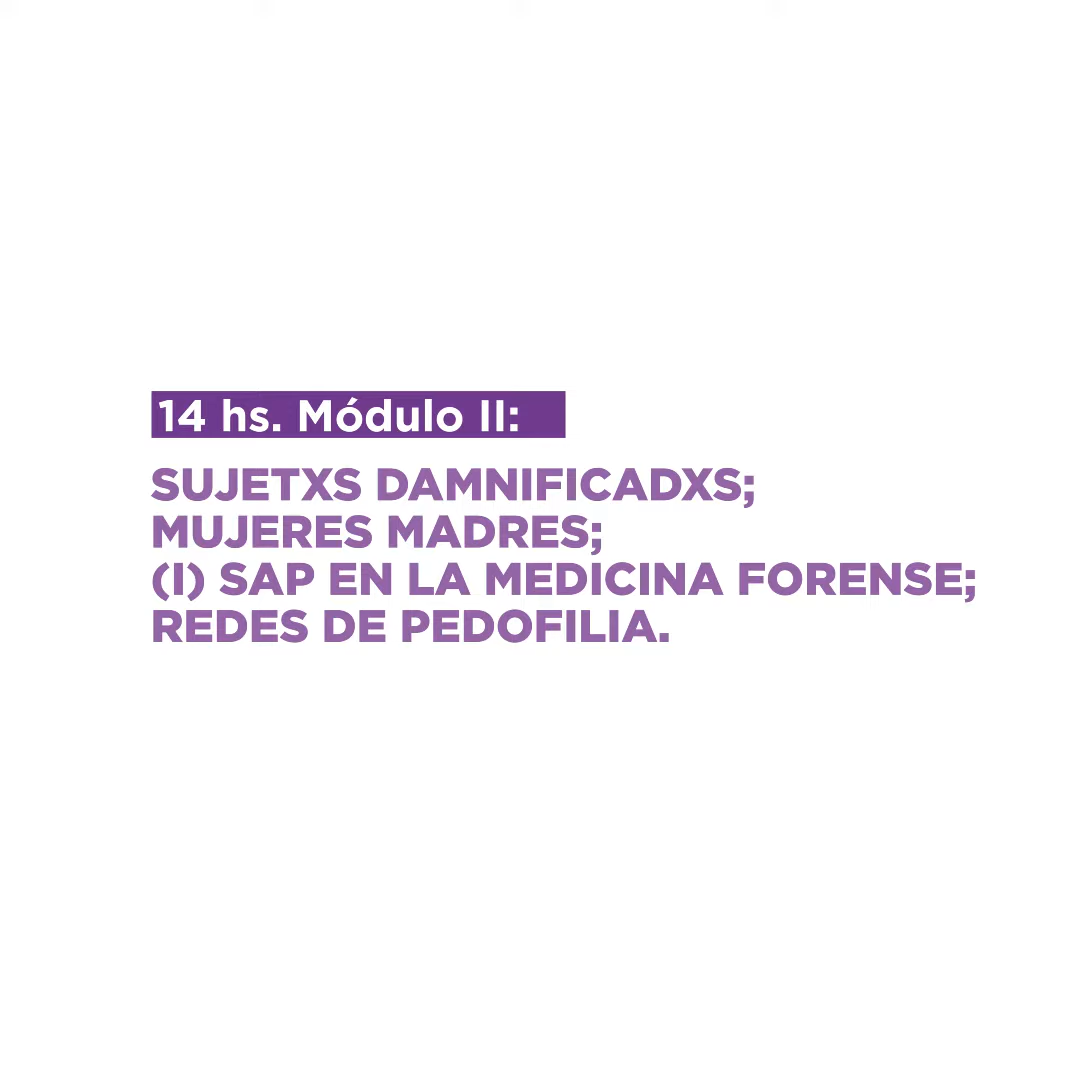 14 hs. Módulo II:
SUJETXS DAMNIFICADXS;
MUJERES MADRES;
(I) SAP EN LA MEDICINA FORENSE;
REDES DE PEDOFILIA.